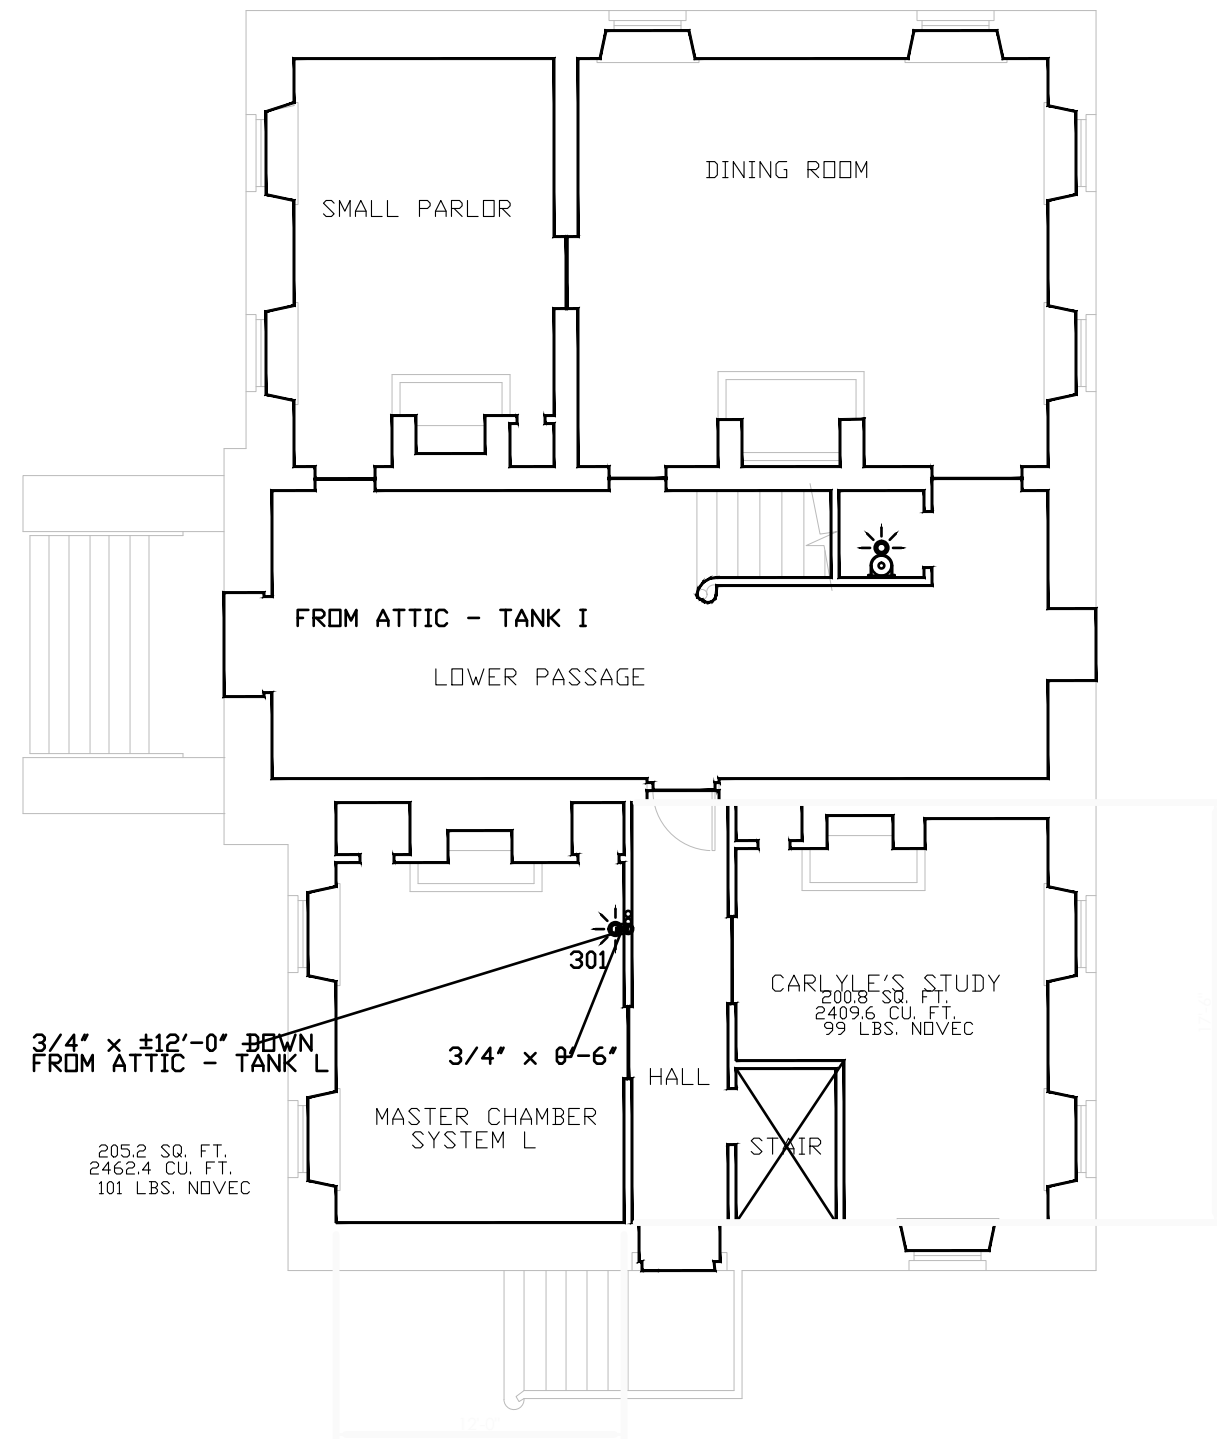 DINING ROOM
SMALL PARLOR
FROM ATTIC - TANK I
LOWER PASSAGE
301
CARLYLE'S STUDY
200.8 SQ. FT.
2409.6 CU. FT.
99 LBS. NOVEC
3/4" x ±12'-0" DOWN
FROM ATTIC - TANK L
3/4" x 0'-6"
HALL
MASTER CHAMBER
SYSTEM L
STAIR
205.2 SQ. FT.
2462.4 CU. FT.
101 LBS. NOVEC